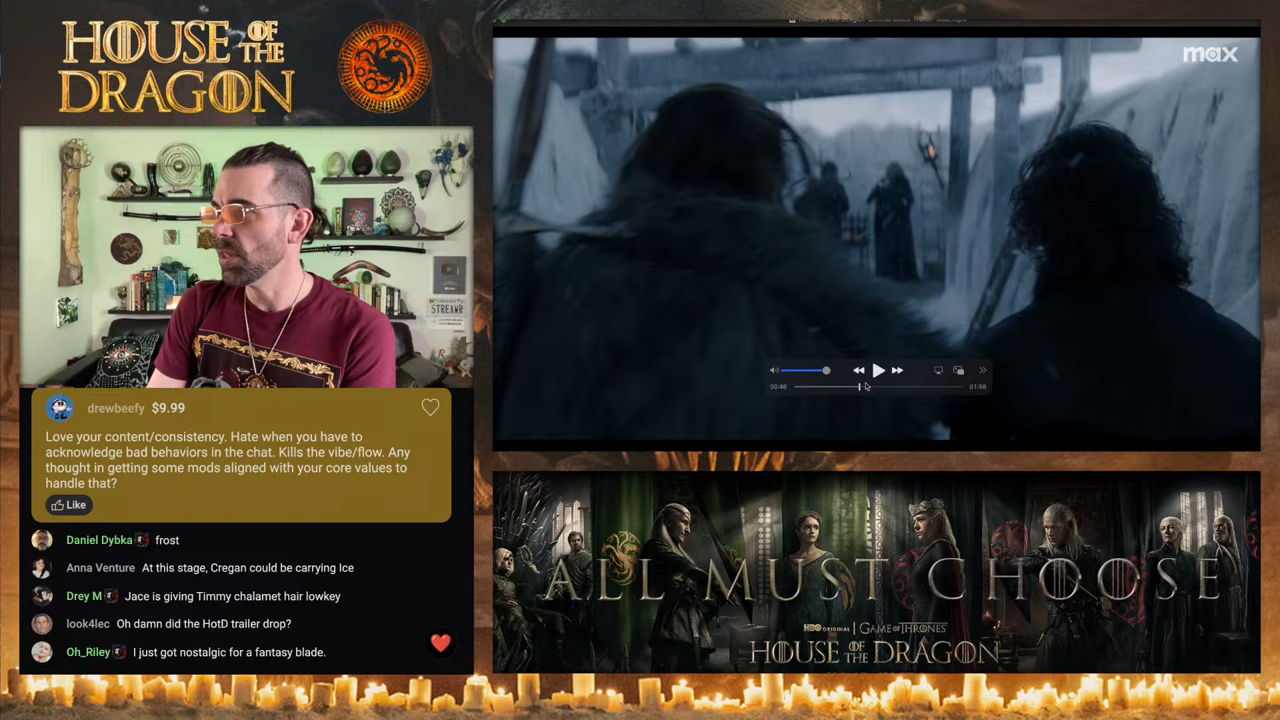 HOUSE OF THE DRAGON
max
00:46
01:58
STREAWR
drewbeefy $9.99
Love your content/consistency. Hate when you have to
acknowledge bad behaviors in the chat. Kills the vibe/flow. Any
thought in getting some mods aligned with your core values to
handle that?
Like
Daniel Dybka frost
Anna Venture At this stage, Cregan could be carrying Ice
Drey M Jace is giving Timmy chalamet hair lowkey
look4lec Oh damn did the HotD trailer drop?
Oh_Riley I just got nostalgic for a fantasy blade.
ALL MUST CHOOSE
HBO ORIGINAL GAME OF THRONES
HOUSE OF THE DRAGON